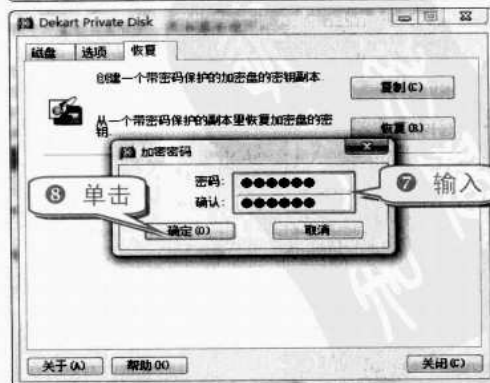 Dekart Private Disk
磁盘 选项 恢复
创建一个带密码保护的加密盘的密钥副本.
复制(C)
从一个带密码保护的副本里恢复加密盘的密
钥.
恢复(R)
加密密码
密码:
确认:
❼ 输入
❽ 单击
确定(O) 取消
关于(A) 帮助(H) 关闭(C)